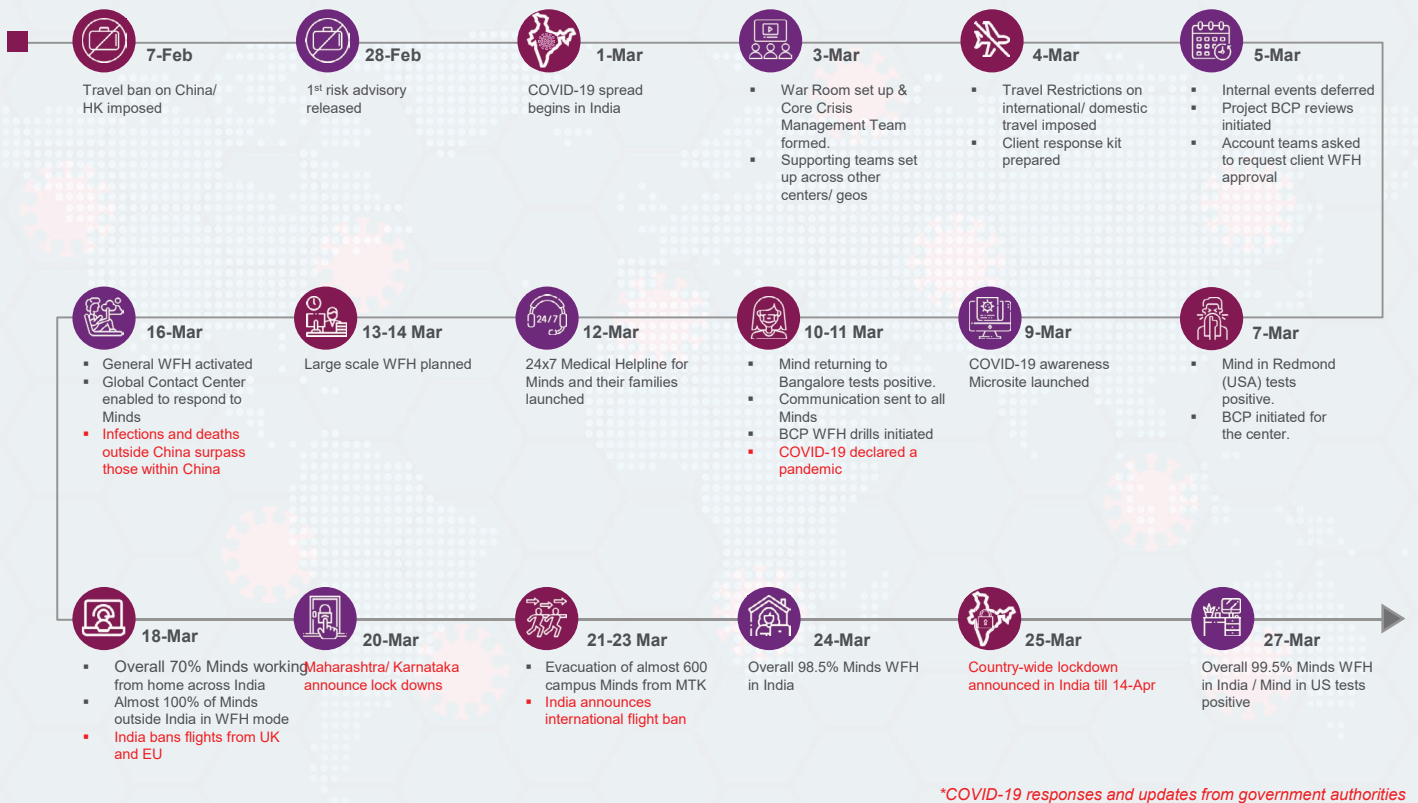 7-Feb
Travel ban on China/
HK imposed
28-Feb
1st risk advisory
released
1-Mar
COVID-19 spread
begins in India
3-Mar
▪ War Room set up &
Core Crisis
Management Team
formed.
▪ Supporting teams set
up across other
centers/ geos
4-Mar
▪ Travel Restrictions on
international/ domestic
travel imposed
▪ Client response kit
prepared
5-Mar
▪ Internal events deferred
▪ Project BCP reviews
initiated
▪ Account teams asked
to request client WFH
approval
7-Mar
▪ Mind in Redmond
(USA) tests
positive.
▪ BCP initiated for
the center.
9-Mar
COVID-19 awareness
Microsite launched
10-11 Mar
▪ Mind returning to
Bangalore tests positive.
▪ Communication sent to all
Minds
▪ BCP WFH drills initiated
▪ COVID-19 declared a
pandemic
24/7
12-Mar
24x7 Medical Helpline for
Minds and their families
launched
13-14 Mar
Large scale WFH planned
16-Mar
▪ General WFH activated
▪ Global Contact Center
enabled to respond to
Minds
▪ Infections and deaths
outside China surpass
those within China
18-Mar
▪ Overall 70% Minds working
from home across India
▪ Almost 100% of Minds
outside India in WFH mode
▪ India bans flights from UK
and EU
20-Mar
Maharashtra/ Karnataka
announce lock downs
21-23 Mar
▪ Evacuation of almost 600
campus Minds from MTK
▪ India announces
international flight ban
24-Mar
Overall 98.5% Minds WFH
in India
25-Mar
Country-wide lockdown
announced in India till 14-Apr
27-Mar
Overall 99.5% Minds WFH
in India / Mind in US tests
positive
*COVID-19 responses and updates from government authorities